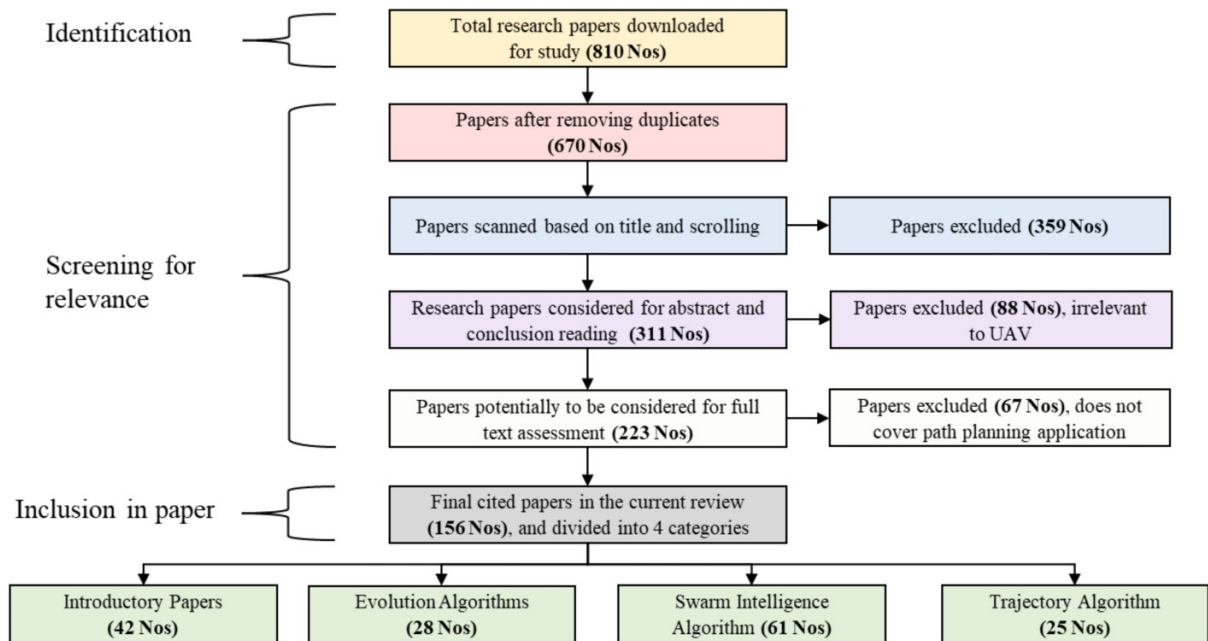 Identification
Total research papers downloaded
for study (810 Nos)
Screening for
relevance
Papers after removing duplicates
(670 Nos)
Papers scanned based on title and scrolling
Papers excluded (359 Nos)
Research papers considered for abstract and
conclusion reading (311 Nos)
Papers excluded (88 Nos), irrelevant
to UAV
Papers potentially to be considered for full
text assessment (223 Nos)
Papers excluded (67 Nos), does not
cover path planning application
Inclusion in paper
Final cited papers in the current review
(156 Nos), and divided into 4 categories
Introductory Papers
(42 Nos)
Evolution Algorithms
(28 Nos)
Swarm Intelligence
Algorithm (61 Nos)
Trajectory Algorithm
(25 Nos)